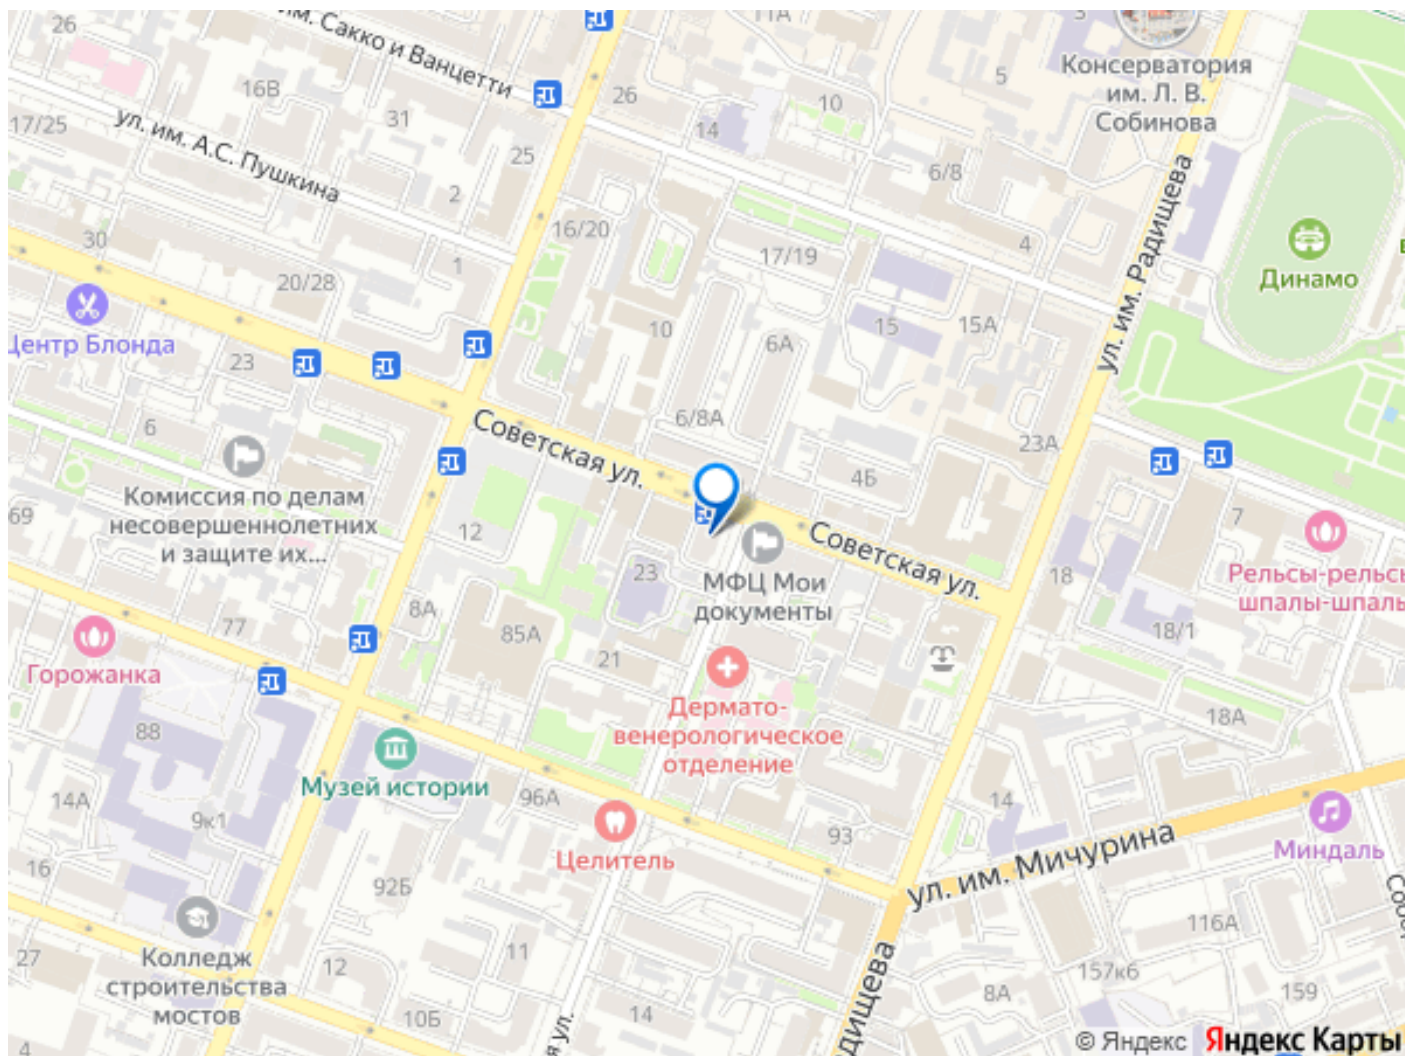 26
им. Сакко и Ванцетти
11А
3
Консерватория
им. Л. В.
Собинова
5
16В
26
10
31
14
17/25
ул. им. А.С. Пушкина
25
6/8
2
ул. им. Радищева
16/20
30
1
17/19
4
Динамо
20/28
10
15
15А
Центр Блонда
23
6А
6/8А
6
Советская ул.
23А
4Б
Комиссия по делам
несовершеннолетних
и защите их...
69
12
7
Советская ул.
23
МФЦ Мои
документы
18
Рельсы-рельсы
шпалы-шпалы
8А
77
85А
18/1
21
Горожанка
Дермато-
венерологическое
отделение
88
18А
Музей истории
14А
96А
14
9к1
93
Целитель
ул. им. Мичурина
Миндаль
16
92Б
116А
11
Колледж
строительства
мостов
27
12
157к6
8А
159
10Б
14
я ул.
дищева
4
© Яндекс Яндекс Карты